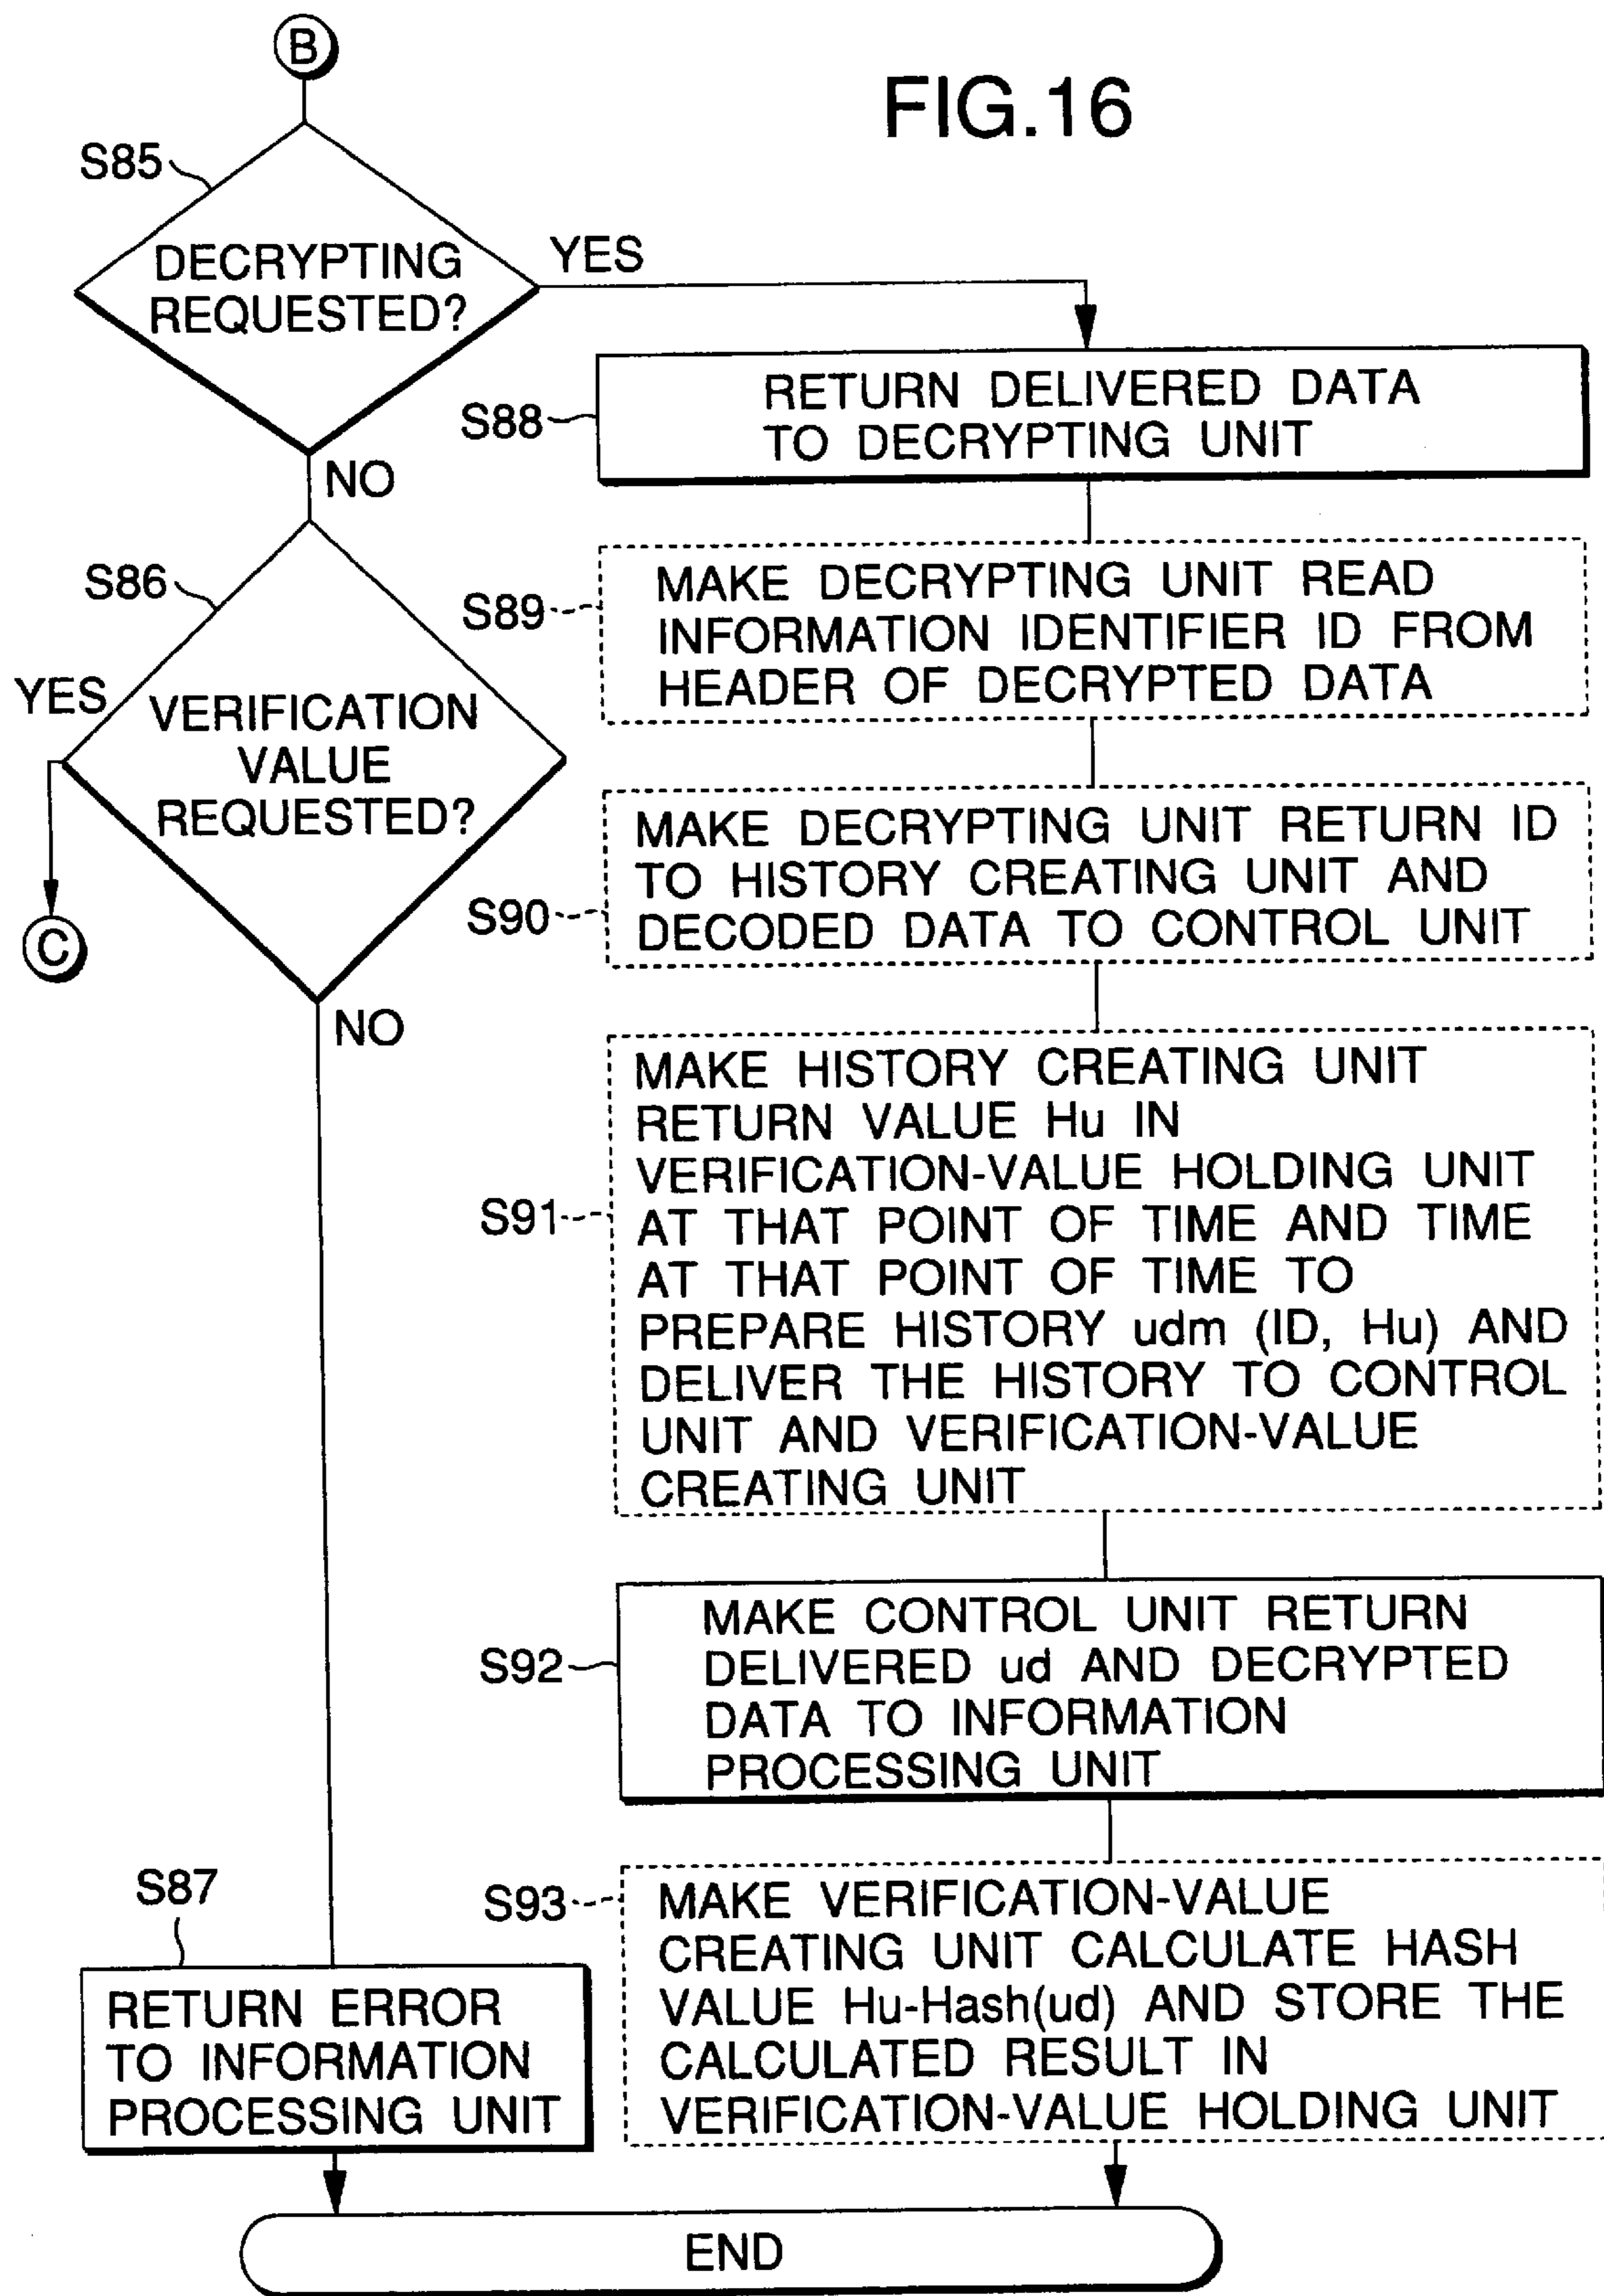 B
FIG.16
S85
DECRYPTING
REQUESTED?
YES
NO
S86
YES
VERIFICATION
VALUE
REQUESTED?
C
NO
S87
RETURN ERROR
TO INFORMATION
PROCESSING UNIT
S88
RETURN DELIVERED DATA
TO DECRYPTING UNIT
S89
MAKE DECRYPTING UNIT READ
INFORMATION IDENTIFIER ID FROM
HEADER OF DECRYPTED DATA
S90
MAKE DECRYPTING UNIT RETURN ID
TO HISTORY CREATING UNIT AND
DECODED DATA TO CONTROL UNIT
S91
MAKE HISTORY CREATING UNIT
RETURN VALUE Hu IN
VERIFICATION-VALUE HOLDING UNIT
AT THAT POINT OF TIME AND TIME
AT THAT POINT OF TIME TO
PREPARE HISTORY udm (ID, Hu) AND
DELIVER THE HISTORY TO CONTROL
UNIT AND VERIFICATION-VALUE
CREATING UNIT
S92
MAKE CONTROL UNIT RETURN
DELIVERED ud AND DECRYPTED
DATA TO INFORMATION
PROCESSING UNIT
S93
MAKE VERIFICATION-VALUE
CREATING UNIT CALCULATE HASH
VALUE Hu-Hash(ud) AND STORE THE
CALCULATED RESULT IN
VERIFICATION-VALUE HOLDING UNIT
END